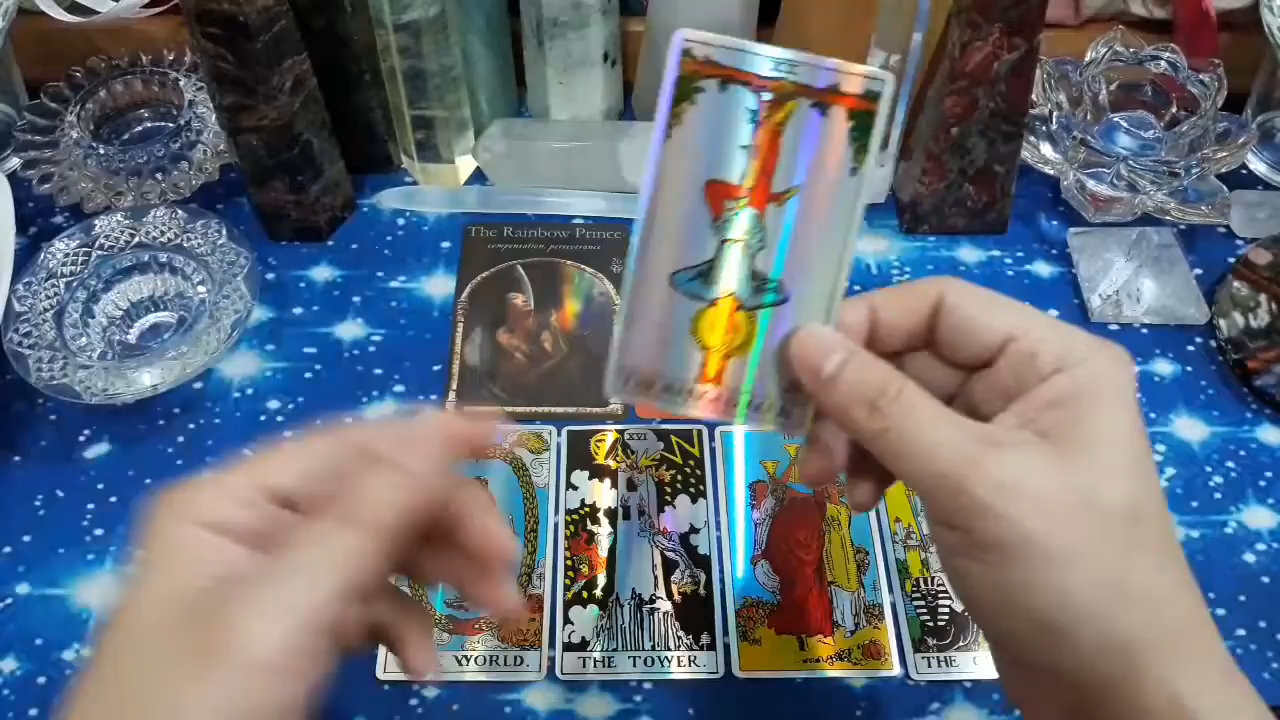 The Rainbow Prince
compensation, perseverance
XVI
WORLD.
THE TOWER.
THE